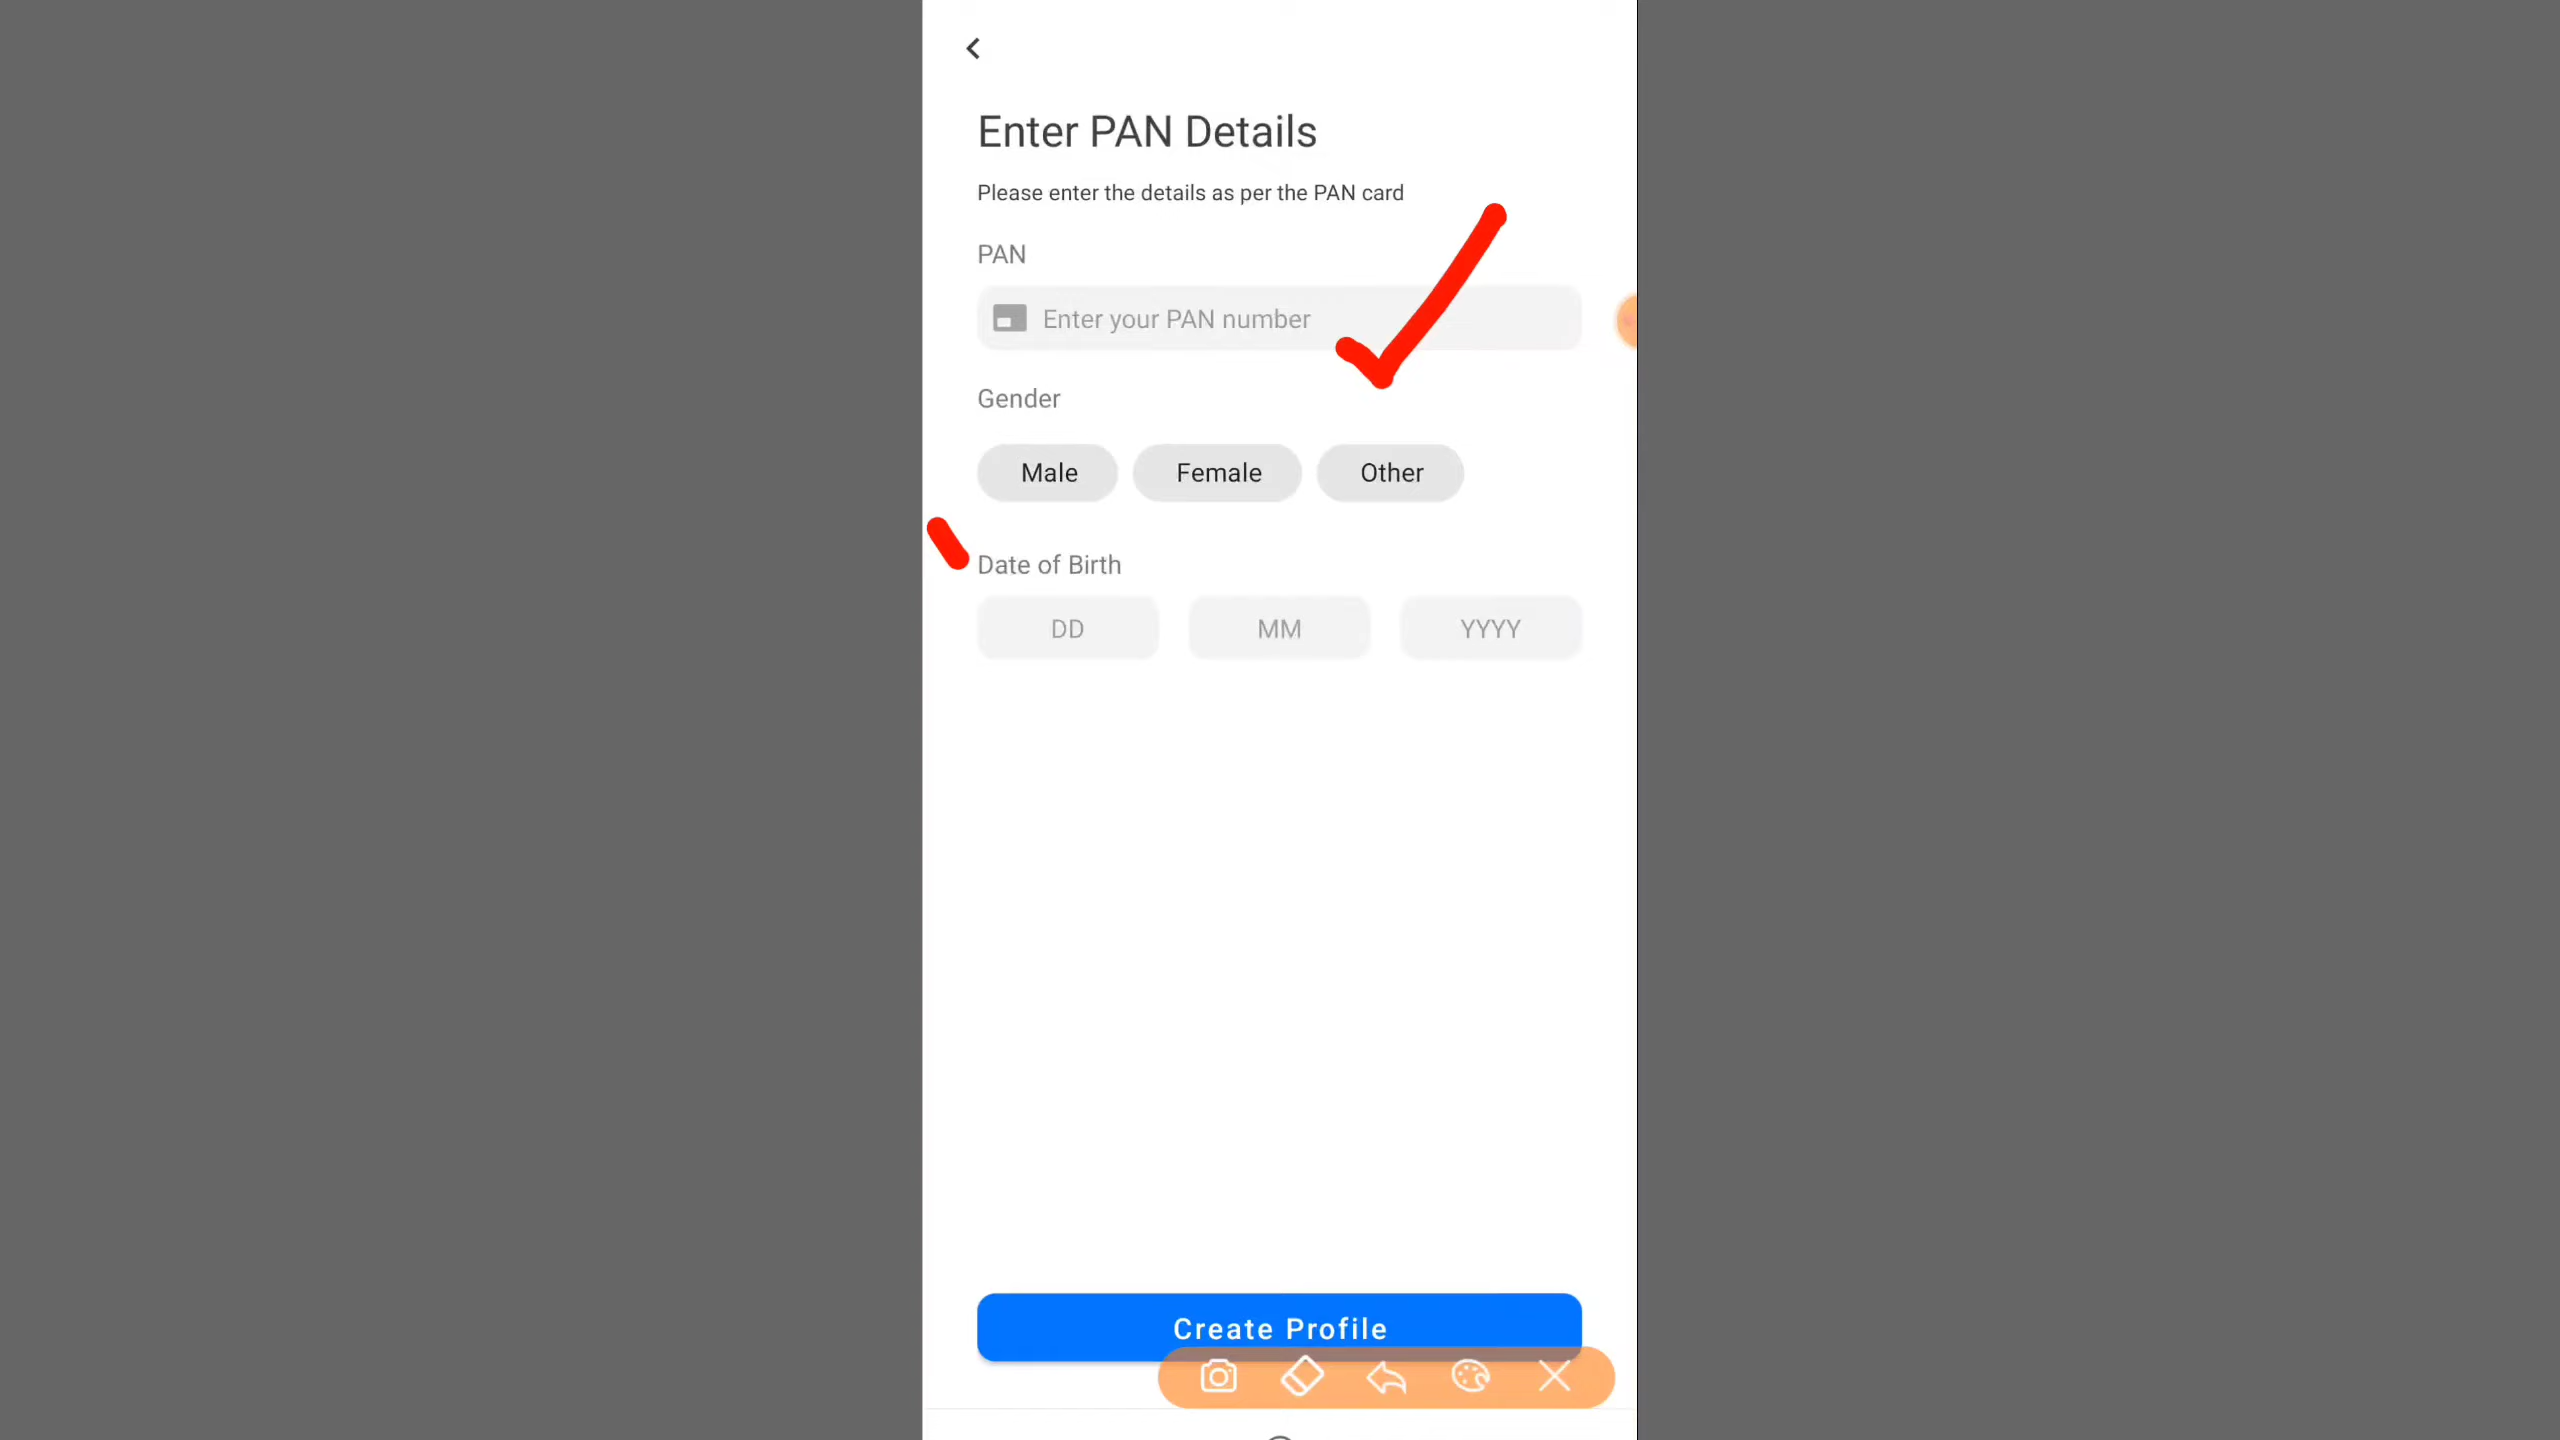 Enter PAN Details
Please enter the details as per the PAN card
PAN
Enter your PAN number
Gender
Male Female Other
Date of Birth
DD MM YYYY
Create Profile